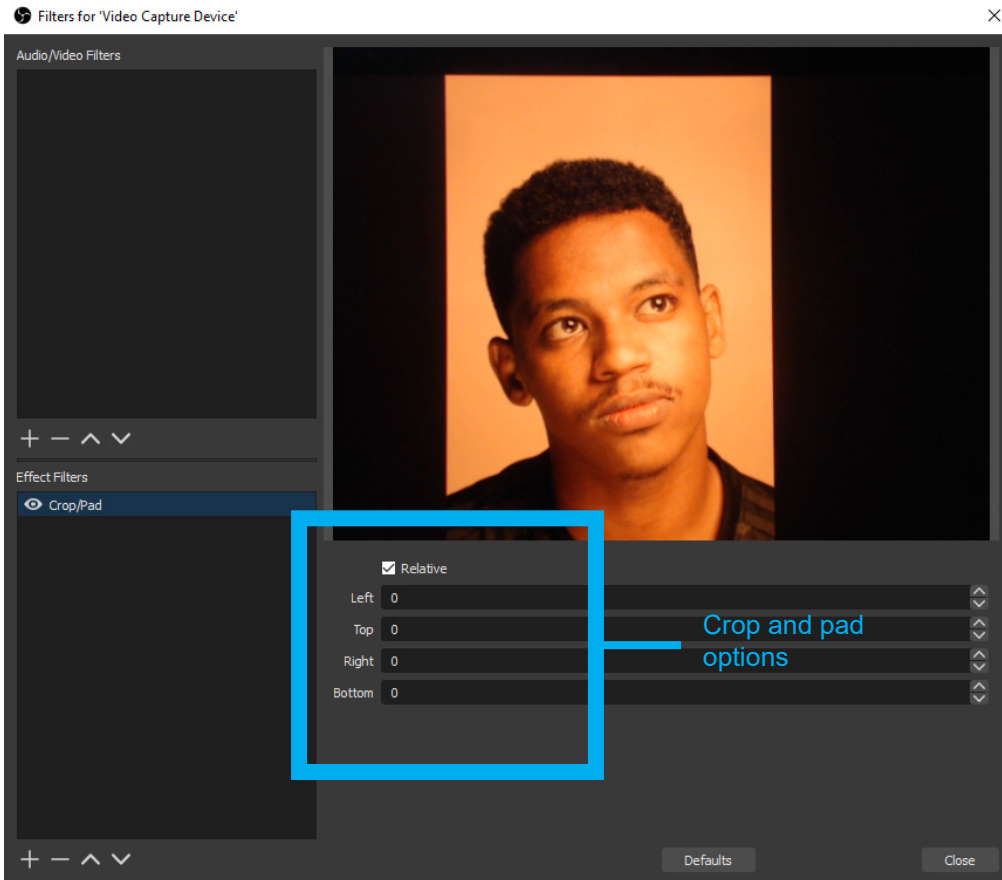 Filters for 'Video Capture Device'
Audio/Video Filters
Effect Filters
Crop/Pad
Relative
Left 0
Top 0
Right 0
Bottom 0
Crop and pad
options
Defaults
Close